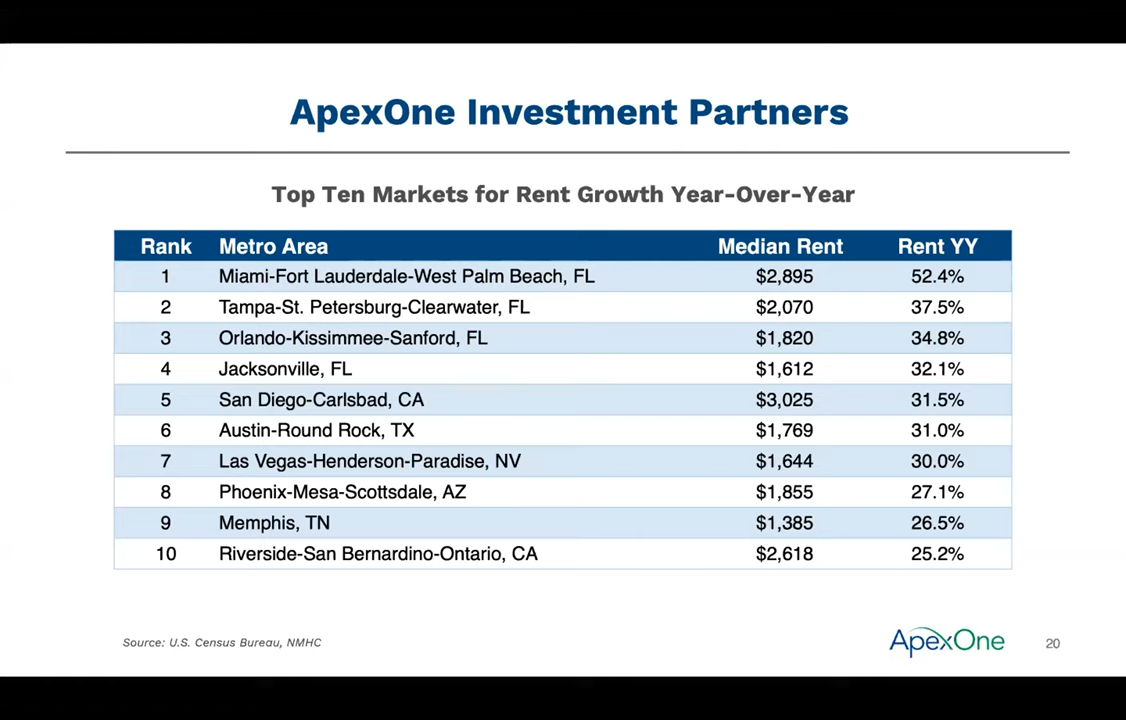 ApexOne Investment Partners
Top Ten Markets for Rent Growth Year-Over-Year
Rank Metro Area Median Rent Rent YY
1 Miami-Fort Lauderdale-West Palm Beach, FL $2,895 52.4%
2 Tampa-St. Petersburg-Clearwater, FL $2,070 37.5%
3 Orlando-Kissimmee-Sanford, FL $1,820 34.8%
4 Jacksonville, FL $1,612 32.1%
5 San Diego-Carlsbad, CA $3,025 31.5%
6 Austin-Round Rock, TX $1,769 31.0%
7 Las Vegas-Henderson-Paradise, NV $1,644 30.0%
8 Phoenix-Mesa-Scottsdale, AZ $1,855 27.1%
9 Memphis, TN $1,385 26.5%
10 Riverside-San Bernardino-Ontario, CA $2,618 25.2%
Source: U.S. Census Bureau, NMHC
ApexOne 20